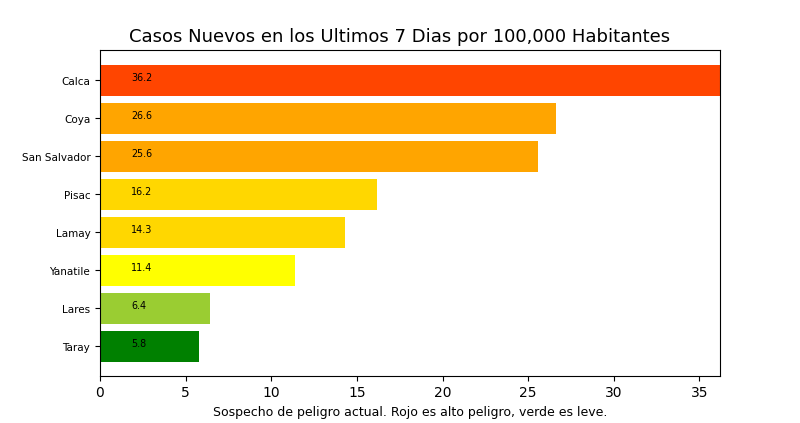 Casos Nuevos en los Ultimos 7 Dias por 100,000 Habitantes
Calca 36.2
Coya 26.6
San Salvador 25.6
Pisac 16.2
Lamay 14.3
Yanatile 11.4
Lares 6.4
Taray 5.8
0 5 10 15 20 25 30 35
Sospecho de peligro actual. Rojo es alto peligro, verde es leve.